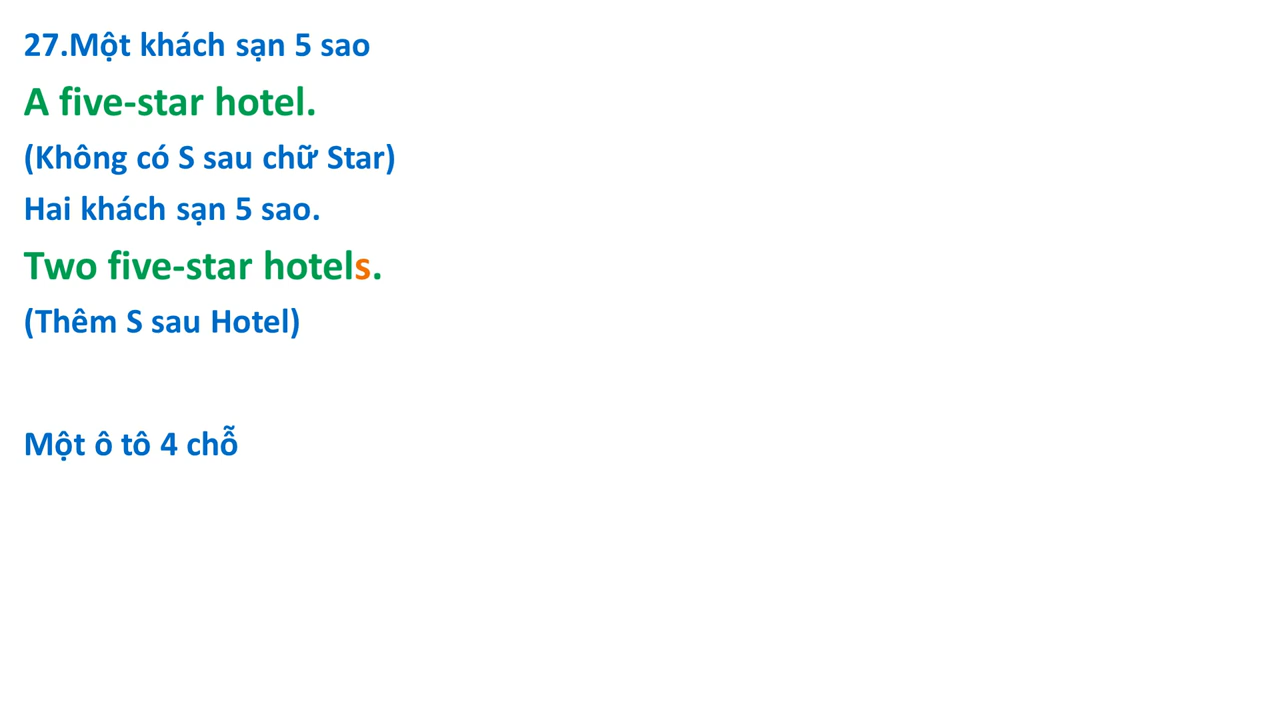 27.Một khách sạn 5 sao
A five-star hotel.
(Không có S sau chữ Star)
Hai khách sạn 5 sao.
Two five-star hotels.
(Thêm S sau Hotel)
Một ô tô 4 chỗ